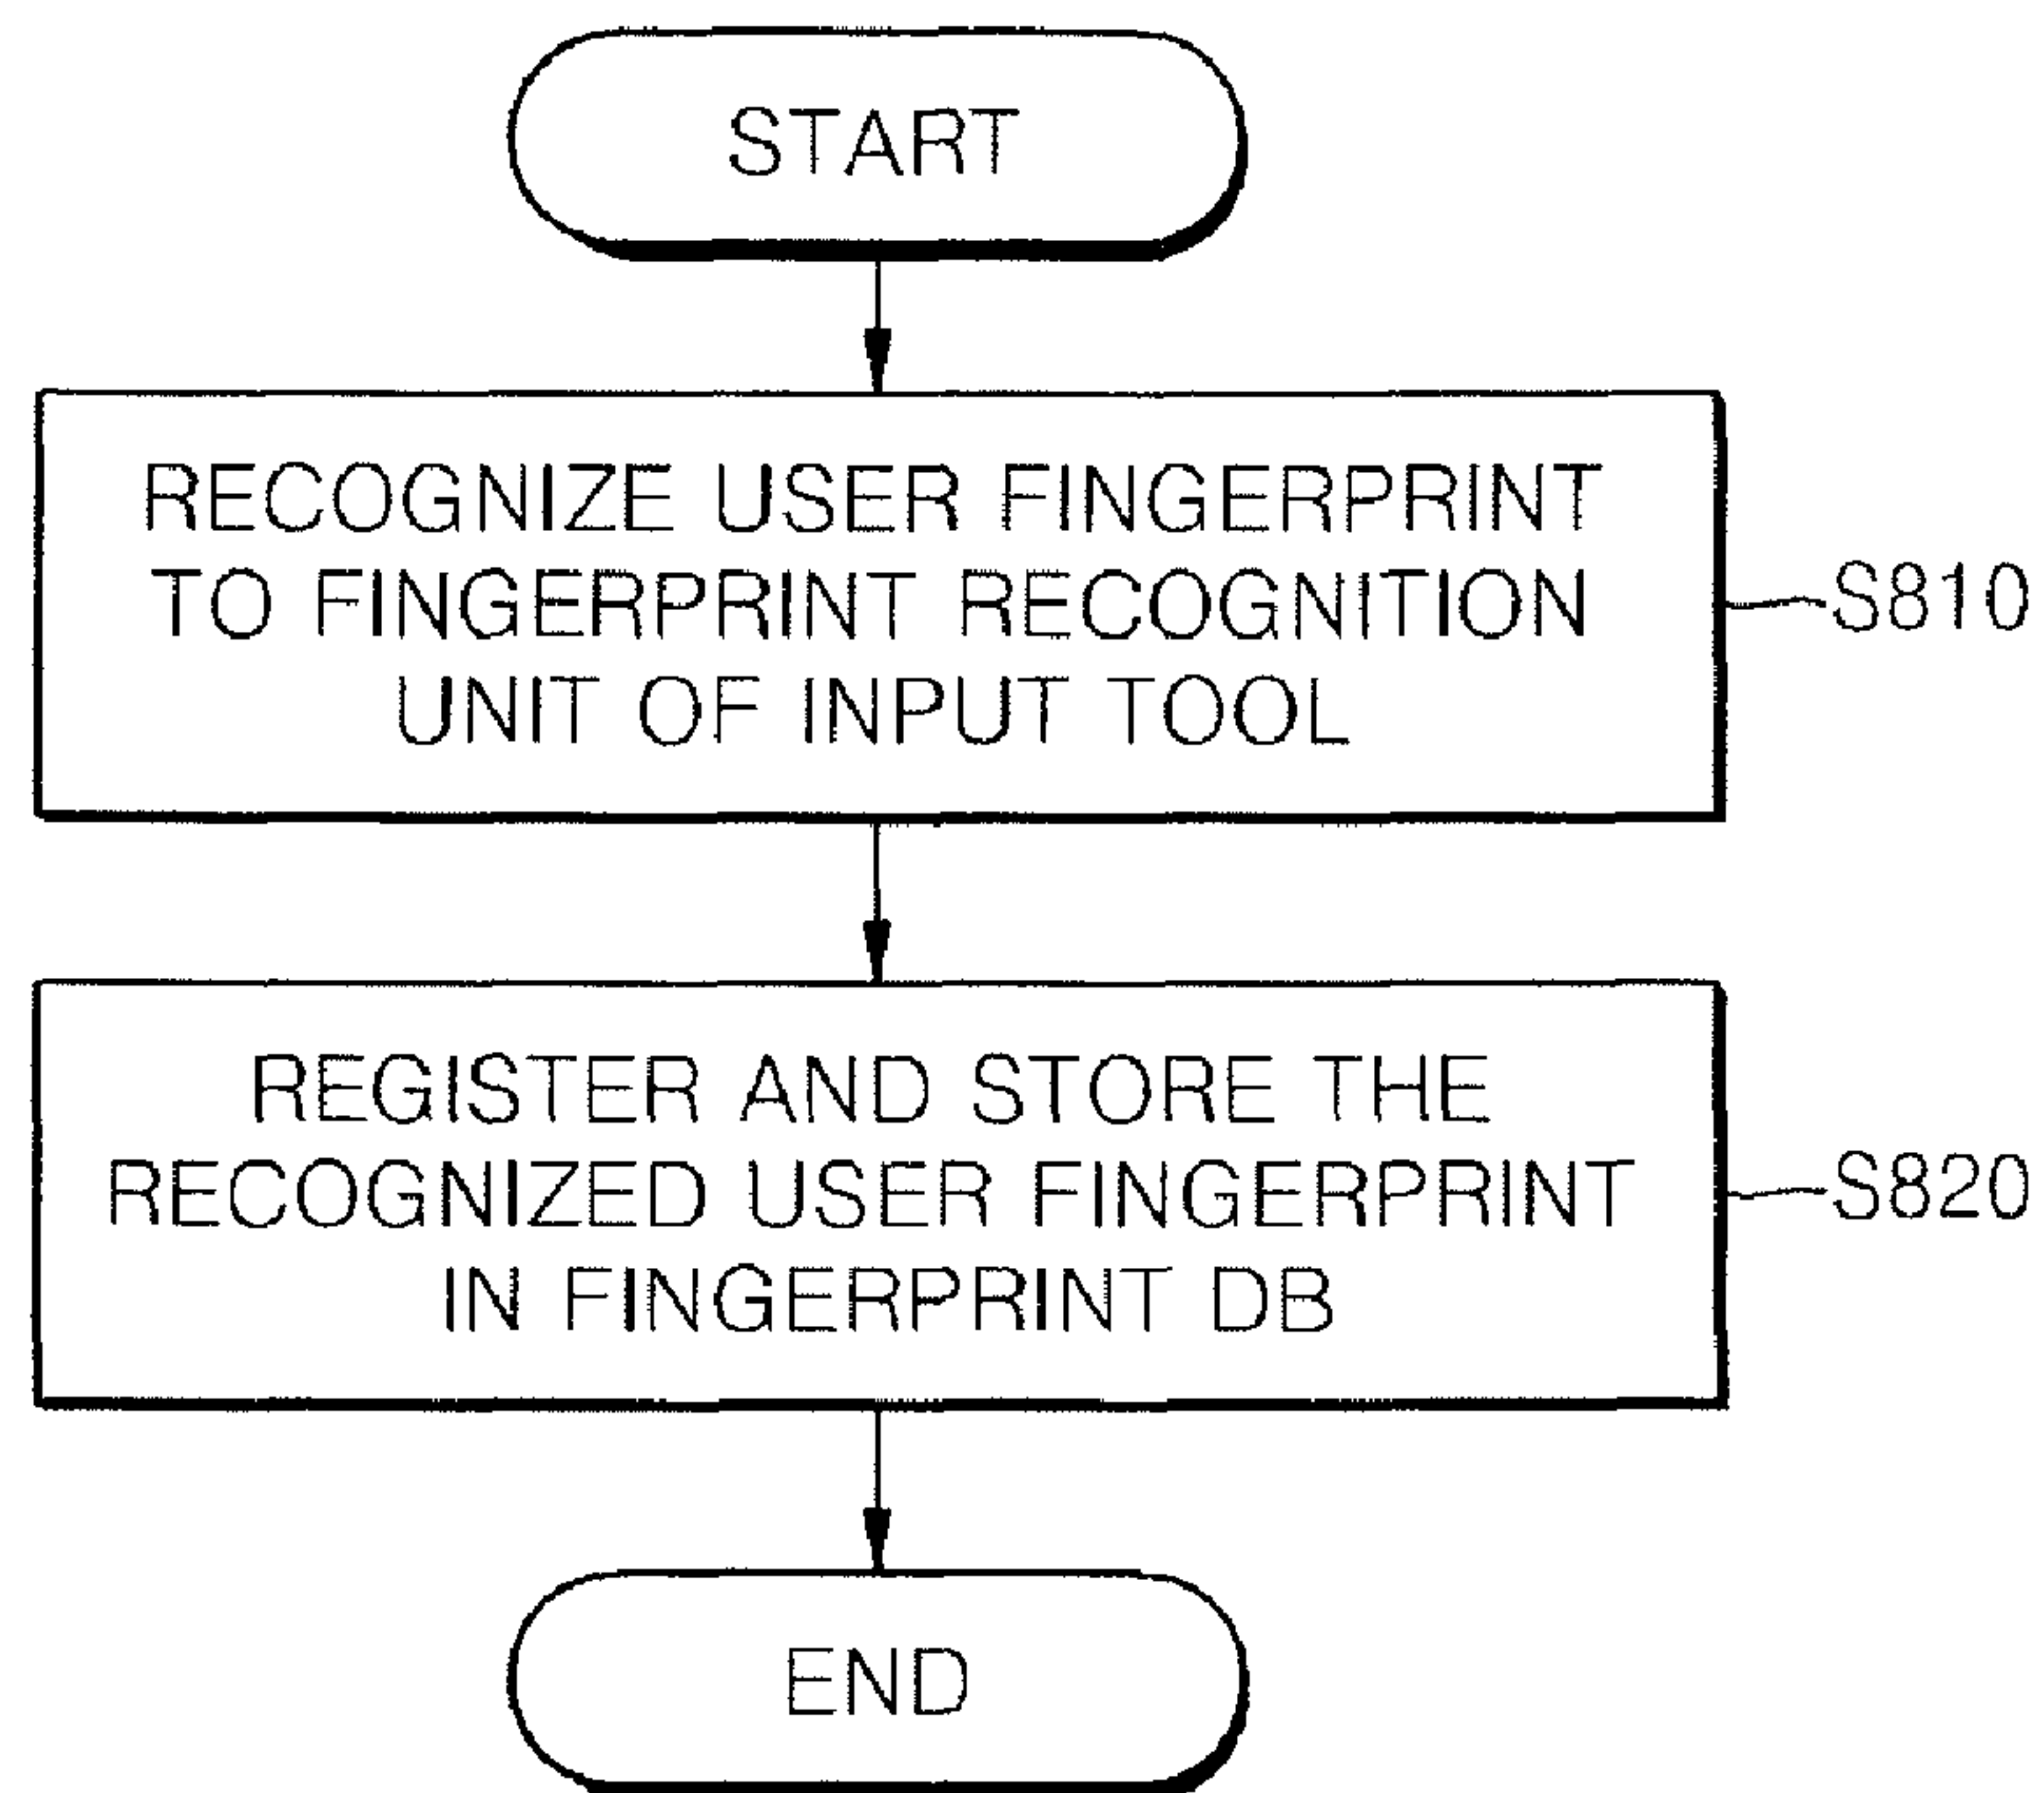 START
RECOGNIZE USER FINGERPRINT
TO FINGERPRINT RECOGNITION
UNIT OF INPUT TOOL
S810
REGISTER AND STORE THE
RECOGNIZED USER FINGERPRINT
IN FINGERPRINT DB
S820
END